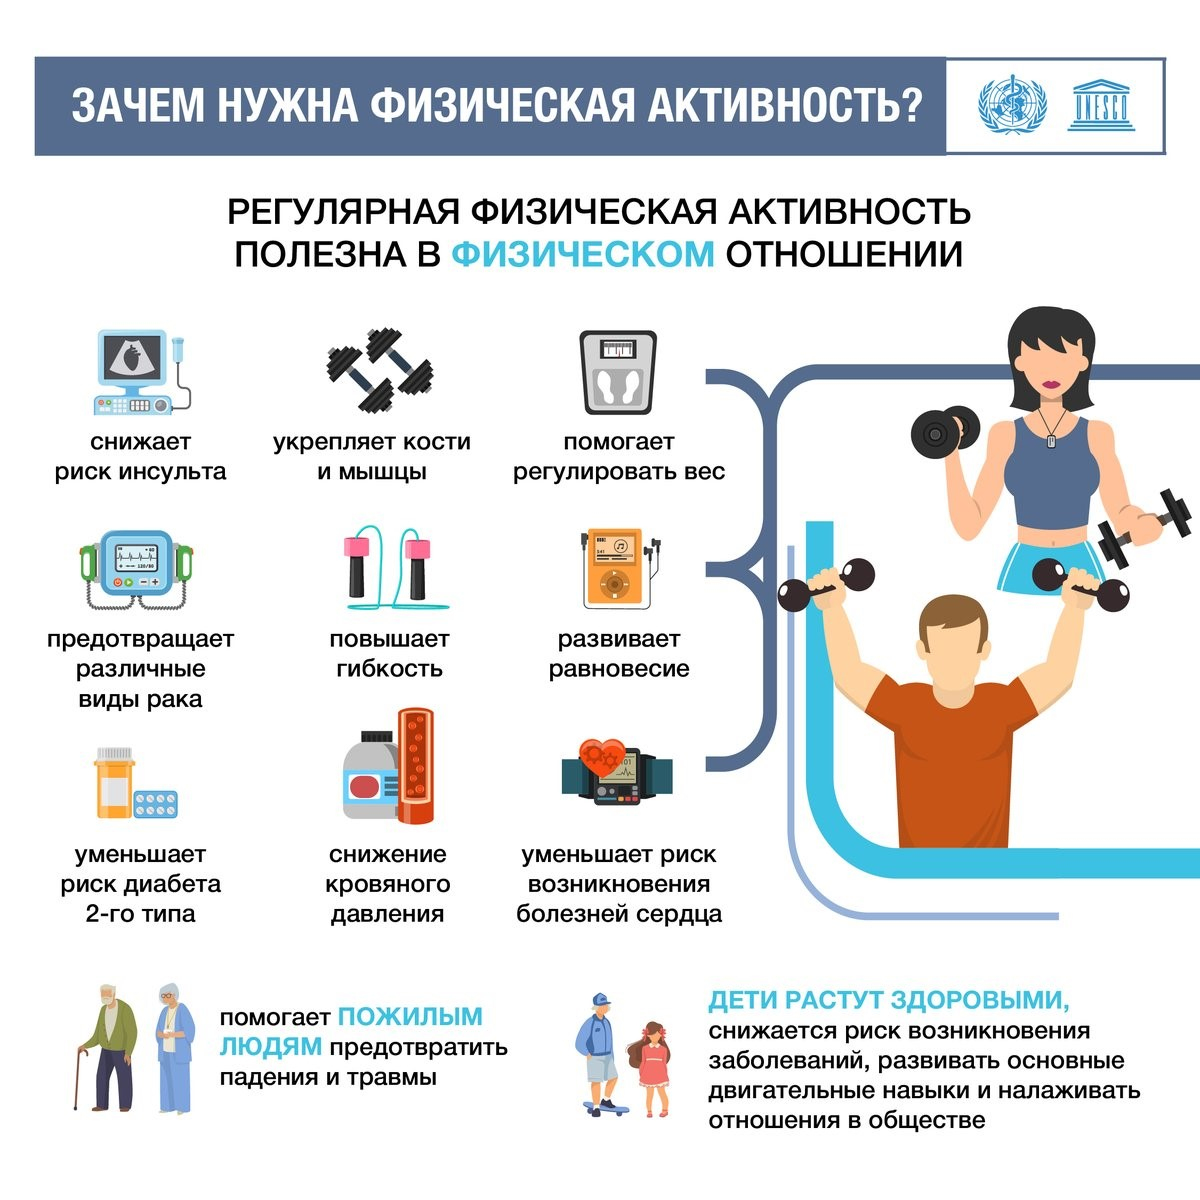 ЗАЧЕМ НУЖНА ФИЗИЧЕСКАЯ АКТИВНОСТЬ?
UNESCO
РЕГУЛЯРНАЯ ФИЗИЧЕСКАЯ АКТИВНОСТЬ
ПОЛЕЗНА В ФИЗИЧЕСКОМ ОТНОШЕНИИ
снижает
риск инсульта
укрепляет кости
и мышцы
помогает
регулировать вес
120/80
предотвращает
различные
виды рака
повышает
гибкость
развивает
равновесие
уменьшает
риск диабета
2-го типа
снижение
кровяного
давления
уменьшает риск
возникновения
болезней сердца
помогает ПОЖИЛЫМ
ЛЮДЯМ предотвратить
падения и травмы
ДЕТИ РАСТУТ ЗДОРОВЫМИ,
снижается риск возникновения
заболеваний, развивать основные
двигательные навыки и налаживать
отношения в обществе